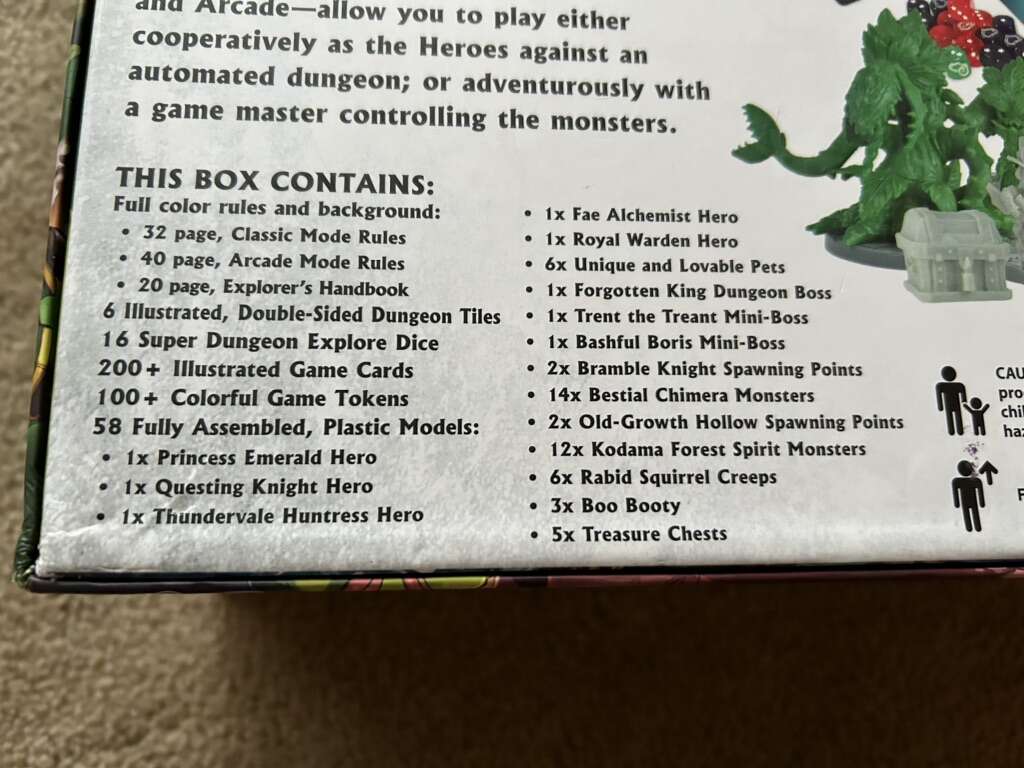 and Arcade—allow you to play either
cooperatively as the Heroes against an
automated dungeon; or adventurously with
a game master controlling the monsters.
THIS BOX CONTAINS:
Full color rules and background:
• 32 page, Classic Mode Rules
• 40 page, Arcade Mode Rules
• 20 page, Explorer's Handbook
6 Illustrated, Double-Sided Dungeon Tiles
16 Super Dungeon Explore Dice
200+ Illustrated Game Cards
100+ Colorful Game Tokens
58 Fully Assembled, Plastic Models:
• 1x Princess Emerald Hero
• 1x Questing Knight Hero
• 1x Thundervale Huntress Hero
• 1x Fae Alchemist Hero
• 1x Royal Warden Hero
• 6x Unique and Lovable Pets
• 1x Forgotten King Dungeon Boss
• 1x Trent the Treant Mini-Boss
• 1x Bashful Boris Mini-Boss
• 2x Bramble Knight Spawning Points
• 14x Bestial Chimera Monsters
• 2x Old-Growth Hollow Spawning Points
• 12x Kodama Forest Spirit Monsters
• 6x Rabid Squirrel Creeps
• 3x Boo Booty
• 5x Treasure Chests
CAU
pro
chil
haz
F